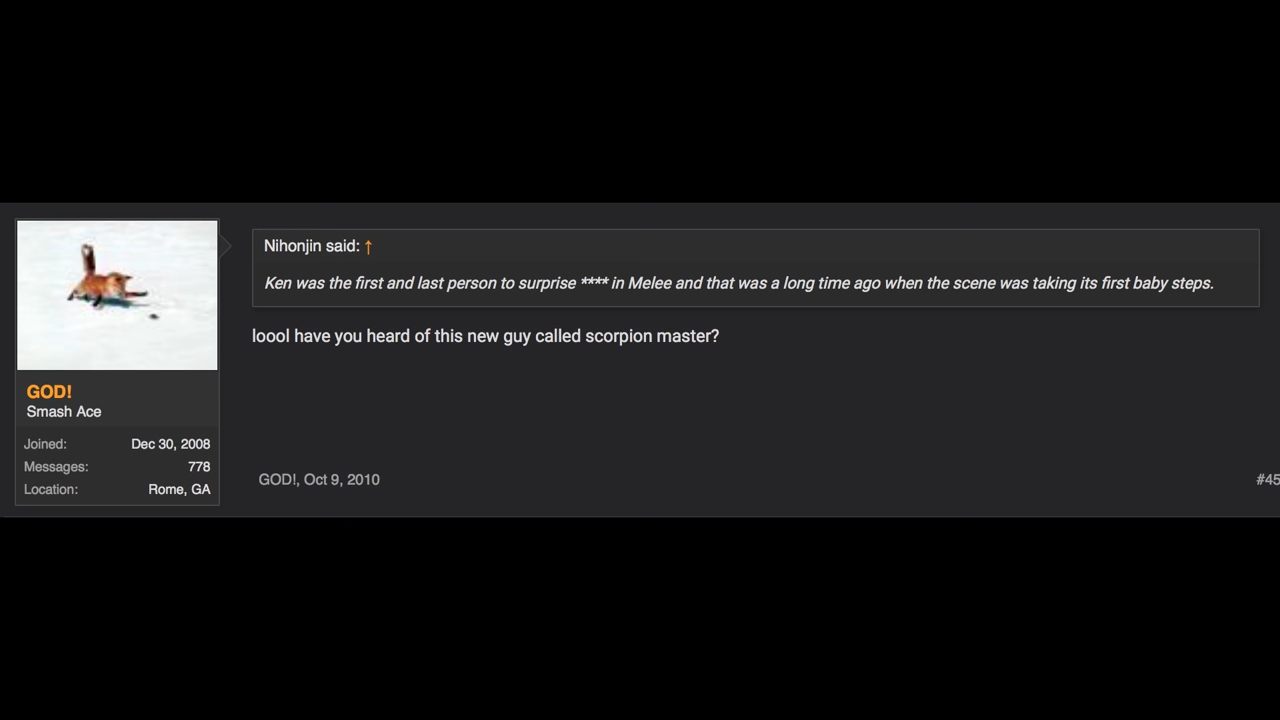 Nihonjin said: ↑
Ken was the first and last person to surprise **** in Melee and that was a long time ago when the scene was taking its first baby steps.
loool have you heard of this new guy called scorpion master?
GOD!
Smash Ace
Joined: Dec 30, 2008
Messages: 778
Location: Rome, GA
GOD!, Oct 9, 2010 #45